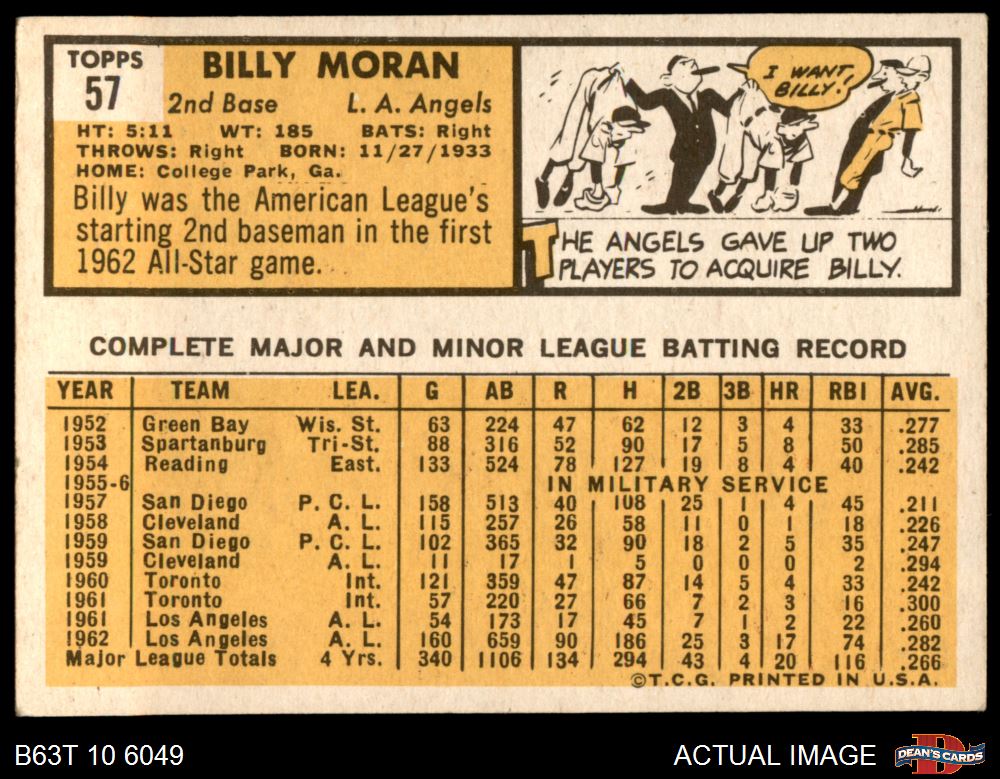 TOPPS
57
BILLY MORAN
2nd Base L. A. Angels
HT: 5:11 WT: 185 BATS: Right
THROWS: Right BORN: 11/27/1933
HOME: College Park, Ga.
Billy was the American League's
starting 2nd baseman in the first
1962 All-Star game.
I WANT
BILLY!
THE ANGELS GAVE UP TWO
PLAYERS TO ACQUIRE BILLY.
COMPLETE MAJOR AND MINOR LEAGUE BATTING RECORD
YEAR TEAM LEA. G AB R H 2B 3B HR RBI AVG.
1952 Green Bay Wis. St. 63 224 47 62 12 3 4 33 .277
1953 Spartanburg Tri-St. 88 316 52 90 17 5 8 50 .285
1954 Reading East. 133 524 78 127 19 8 4 40 .242
1955-6 IN MILITARY SERVICE
1957 San Diego P. C. L. 158 513 40 108 25 1 4 45 .211
1958 Cleveland A. L. 115 257 26 58 11 0 1 18 .226
1959 San Diego P. C. L. 102 365 32 90 18 2 5 35 .247
1959 Cleveland A. L. 11 17 1 5 0 0 0 2 .294
1960 Toronto Int. 121 359 47 87 14 5 4 33 .242
1961 Toronto Int. 57 220 27 66 7 2 3 16 .300
1961 Los Angeles A. L. 54 173 17 45 7 1 2 22 .260
1962 Los Angeles A. L. 160 659 90 186 25 3 17 74 .282
Major League Totals 4 Yrs. 340 1106 134 294 43 4 20 116 .266
©T.C.G. PRINTED IN U.S.A.
B63T 10 6049 ACTUAL IMAGE
DEAN'S CARDS